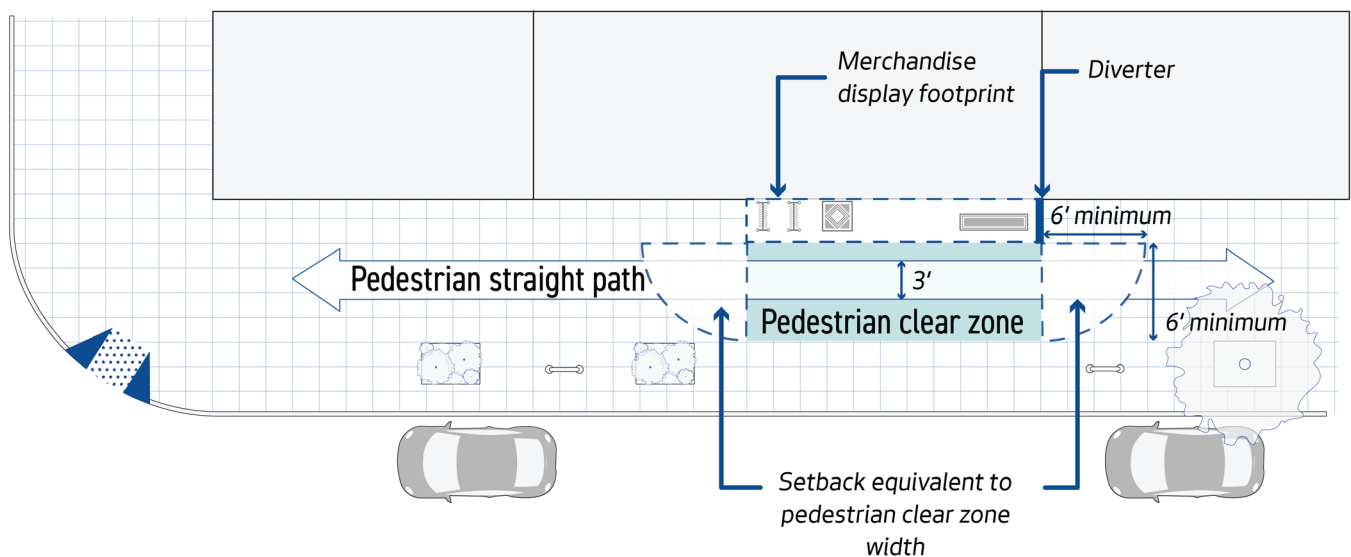 Merchandise
display footprint
Diverter
6' minimum
Pedestrian straight path
3'
Pedestrian clear zone
6' minimum
Setback equivalent to
pedestrian clear zone
width